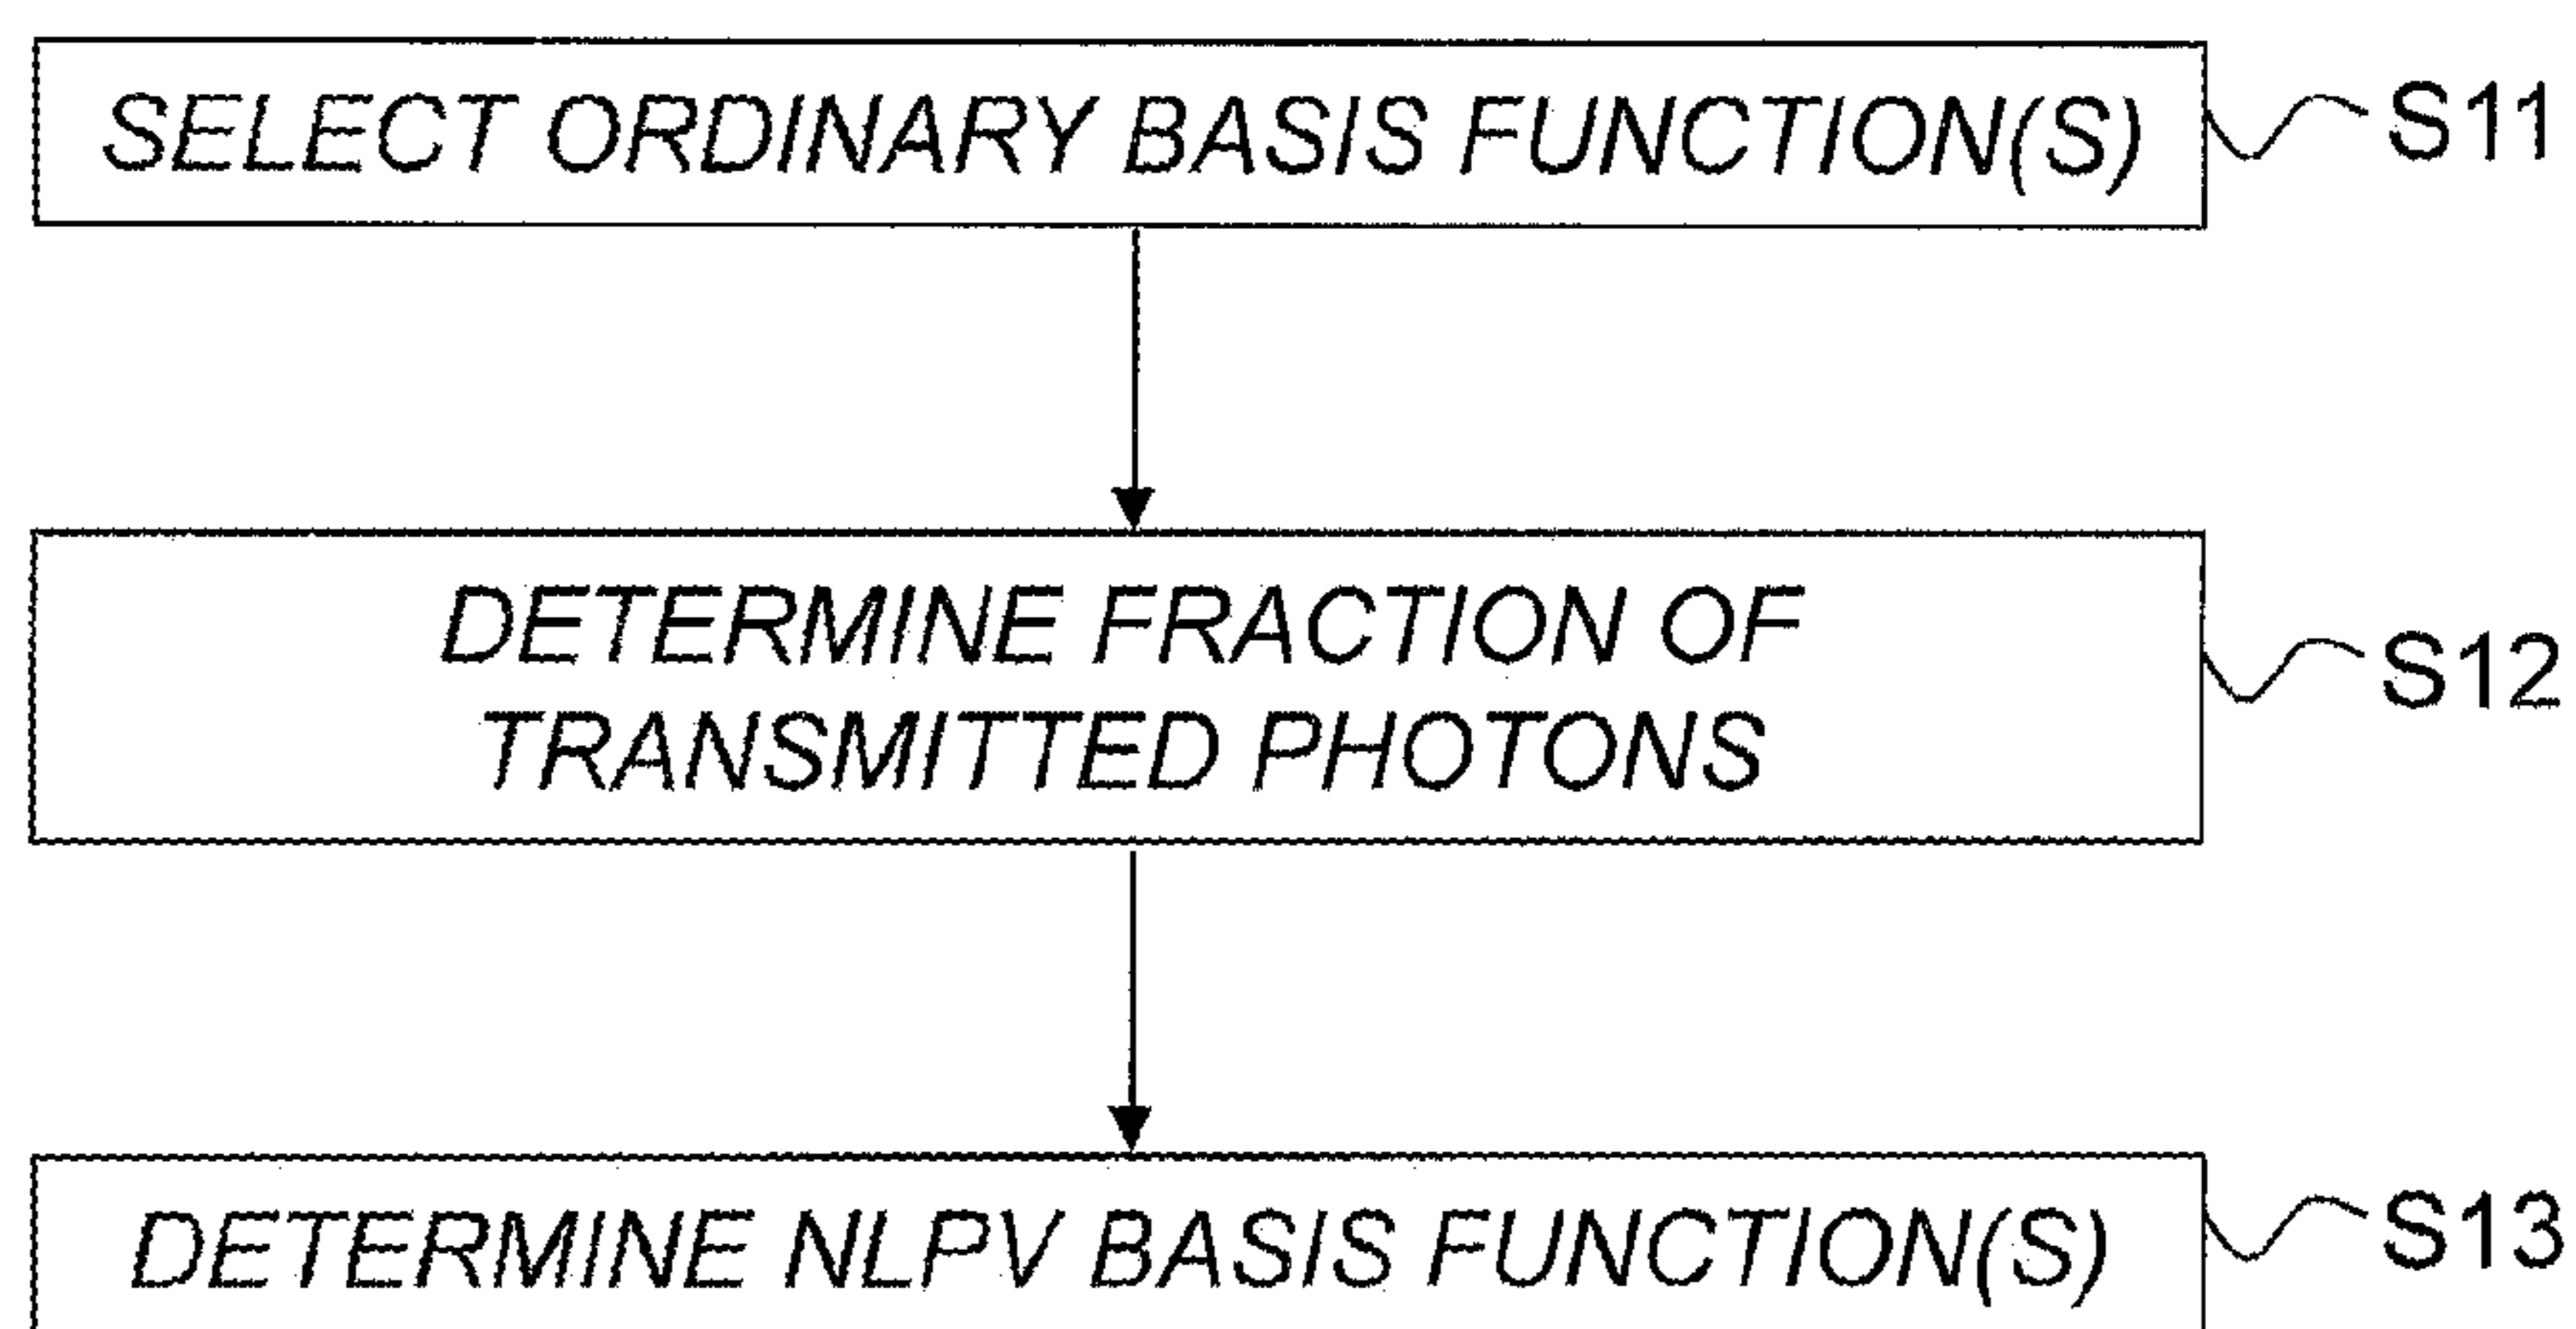 SELECT ORDINARY BASIS FUNCTION(S) S11
DETERMINE FRACTION OF
TRANSMITTED PHOTONS
S12
DETERMINE NLPV BASIS FUNCTION(S) S13